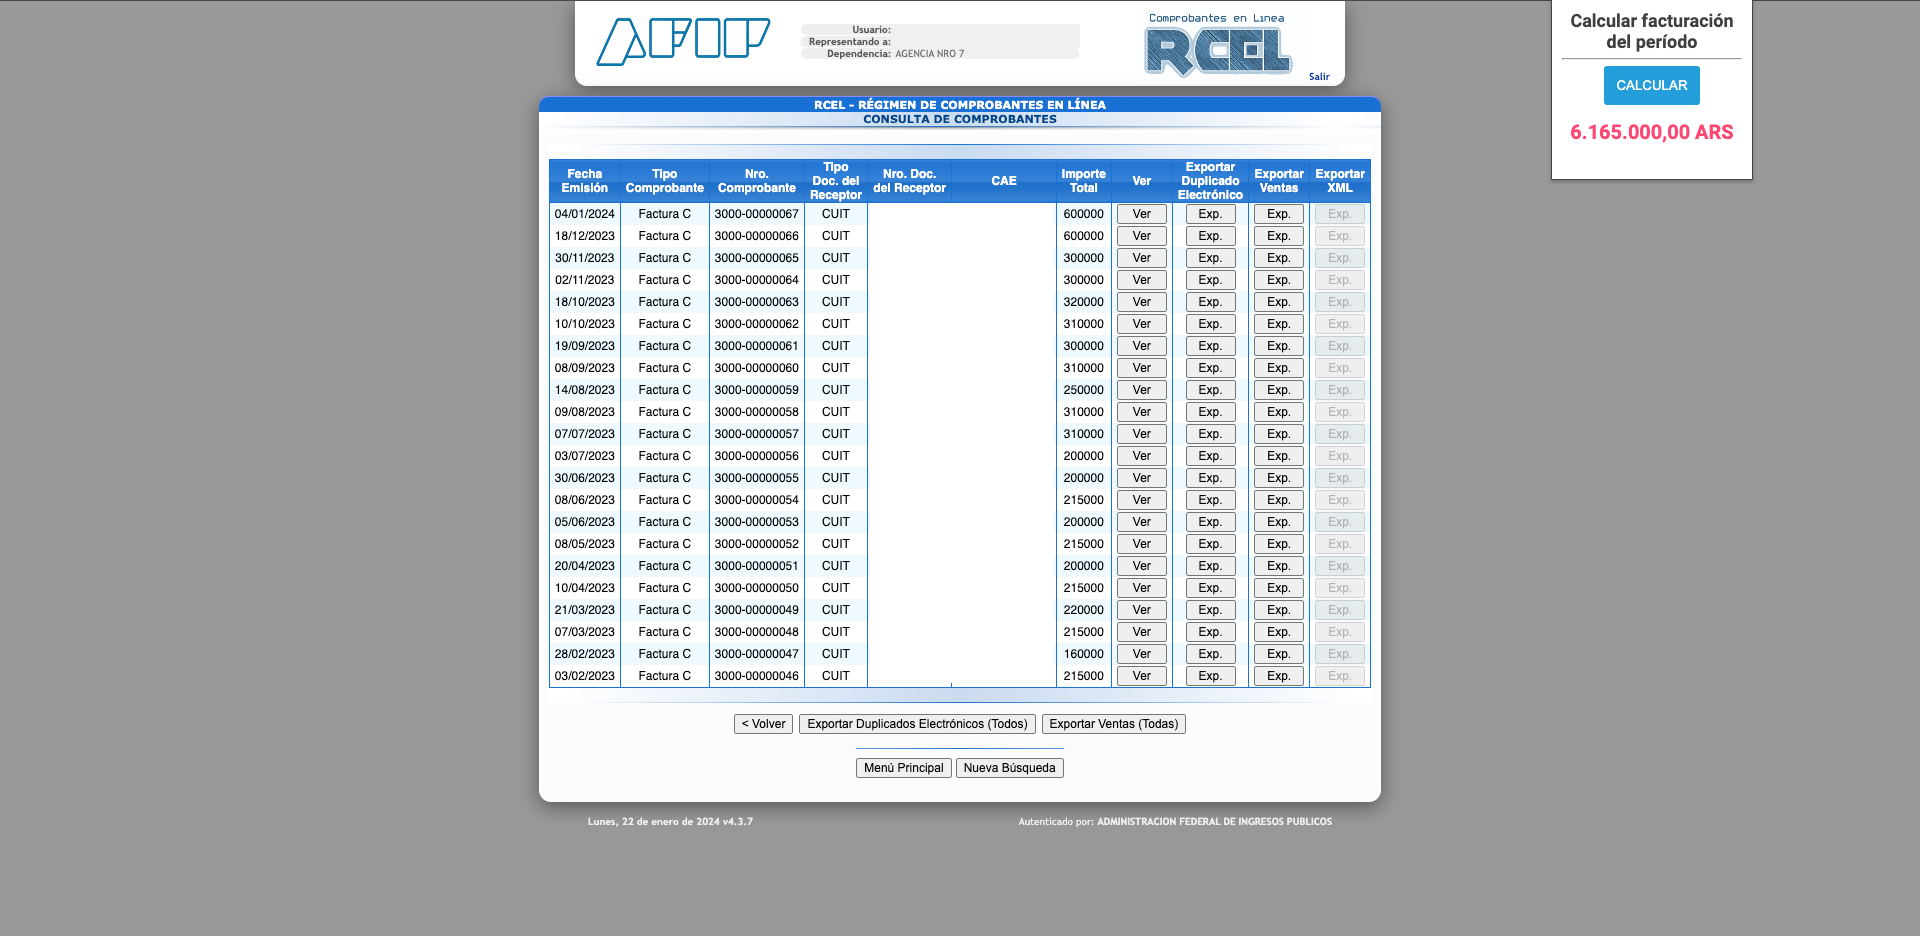 AFIP
Usuario:
Representando a:
Dependencia: AGENCIA NRO 7
Comprobantes en Línea
RCEL
Salir
Calcular facturación
del período
CALCULAR
6.165.000,00 ARS
RCEL - RÉGIMEN DE COMPROBANTES EN LÍNEA
CONSULTA DE COMPROBANTES
Fecha Emisión Tipo Comprobante Nro. Comprobante Tipo Doc. del Receptor Nro. Doc. del Receptor CAE Importe Total Ver Exportar Duplicado Electrónico Exportar Ventas Exportar XML
04/01/2024 Factura C 3000-00000067 CUIT 600000 Ver Exp. Exp. Exp.
18/12/2023 Factura C 3000-00000066 CUIT 600000 Ver Exp. Exp. Exp.
30/11/2023 Factura C 3000-00000065 CUIT 300000 Ver Exp. Exp. Exp.
02/11/2023 Factura C 3000-00000064 CUIT 300000 Ver Exp. Exp. Exp.
18/10/2023 Factura C 3000-00000063 CUIT 320000 Ver Exp. Exp. Exp.
10/10/2023 Factura C 3000-00000062 CUIT 310000 Ver Exp. Exp. Exp.
19/09/2023 Factura C 3000-00000061 CUIT 300000 Ver Exp. Exp. Exp.
08/09/2023 Factura C 3000-00000060 CUIT 310000 Ver Exp. Exp. Exp.
14/08/2023 Factura C 3000-00000059 CUIT 250000 Ver Exp. Exp. Exp.
09/08/2023 Factura C 3000-00000058 CUIT 310000 Ver Exp. Exp. Exp.
07/07/2023 Factura C 3000-00000057 CUIT 310000 Ver Exp. Exp. Exp.
03/07/2023 Factura C 3000-00000056 CUIT 200000 Ver Exp. Exp. Exp.
30/06/2023 Factura C 3000-00000055 CUIT 200000 Ver Exp. Exp. Exp.
08/06/2023 Factura C 3000-00000054 CUIT 215000 Ver Exp. Exp. Exp.
05/06/2023 Factura C 3000-00000053 CUIT 200000 Ver Exp. Exp. Exp.
08/05/2023 Factura C 3000-00000052 CUIT 215000 Ver Exp. Exp. Exp.
20/04/2023 Factura C 3000-00000051 CUIT 200000 Ver Exp. Exp. Exp.
10/04/2023 Factura C 3000-00000050 CUIT 215000 Ver Exp. Exp. Exp.
21/03/2023 Factura C 3000-00000049 CUIT 220000 Ver Exp. Exp. Exp.
07/03/2023 Factura C 3000-00000048 CUIT 215000 Ver Exp. Exp. Exp.
28/02/2023 Factura C 3000-00000047 CUIT 160000 Ver Exp. Exp. Exp.
03/02/2023 Factura C 3000-00000046 CUIT 215000 Ver Exp. Exp. Exp.
< Volver Exportar Duplicados Electrónicos (Todos) Exportar Ventas (Todas)
Menú Principal Nueva Búsqueda
Lunes, 22 de enero de 2024 v4.3.7 Autenticado por: ADMINISTRACION FEDERAL DE INGRESOS PUBLICOS